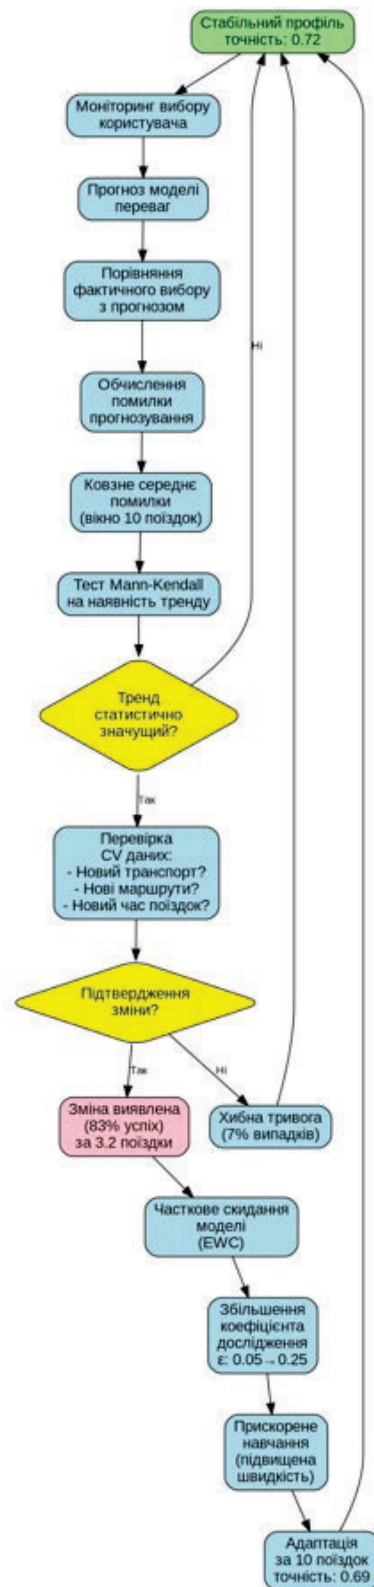 Стабільний профіль
точність: 0.72
Моніторинг вибору
користувача
Прогноз моделі
переваг
Порівняння
фактичного вибору
з прогнозом
Обчислення
помилки
прогнозування
Ковзне середнє
помилки
(вікно 10 поїздок)
Тест Mann-Kendall
на наявність тренду
Тренд
статистично
значущий?
Ні
Так
Перевірка
CV даних:
- Новий транспорт?
- Нові маршрути?
- Новий час поїздок?
Підтвердження
зміни?
Так
Ні
Зміна виявлена
(83% успіх)
за 3.2 поїздки
Хибна тривога
(7% випадків)
Часткове скидання
моделі
(EWC)
Збільшення
коефіцієнта
дослідження
ε: 0.05→0.25
Прискорене
навчання
(підвищена
швидкість)
Адаптація
за 10 поїздок
точність: 0.69